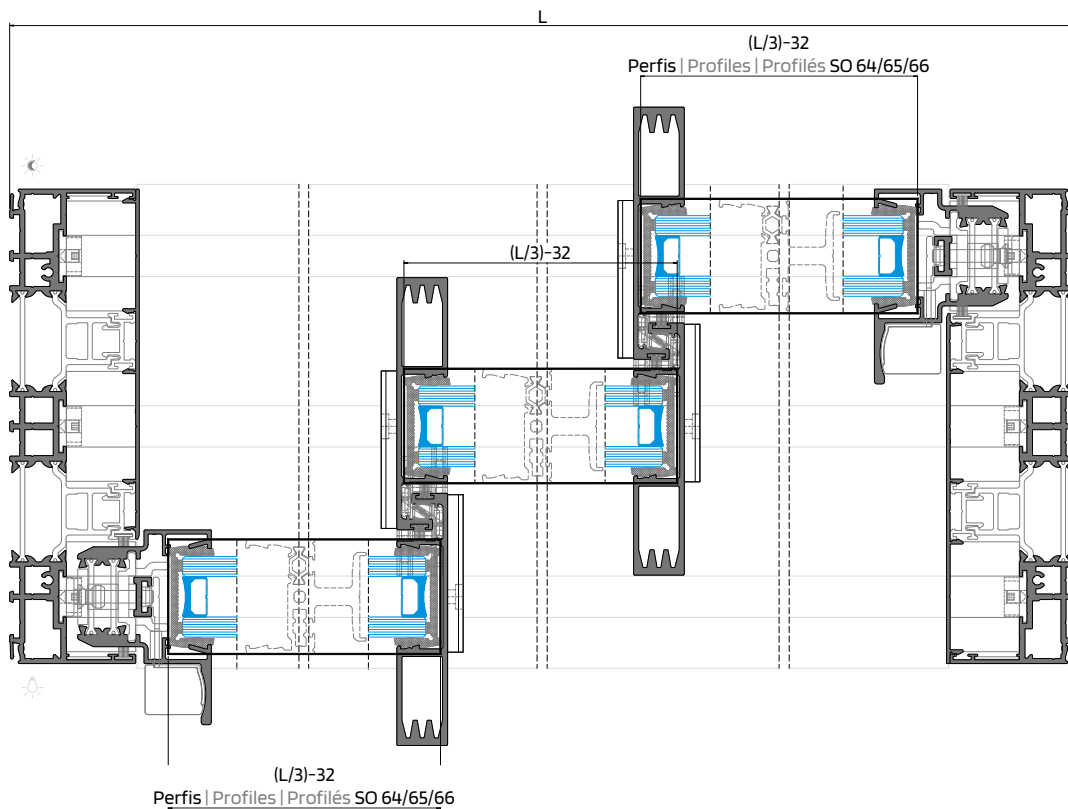 L
(L/3)-32
Perfis | Profiles | Profilés SO 64/65/66
(L/3)-32
(L/3)-32
Perfis | Profiles | Profilés SO 64/65/66